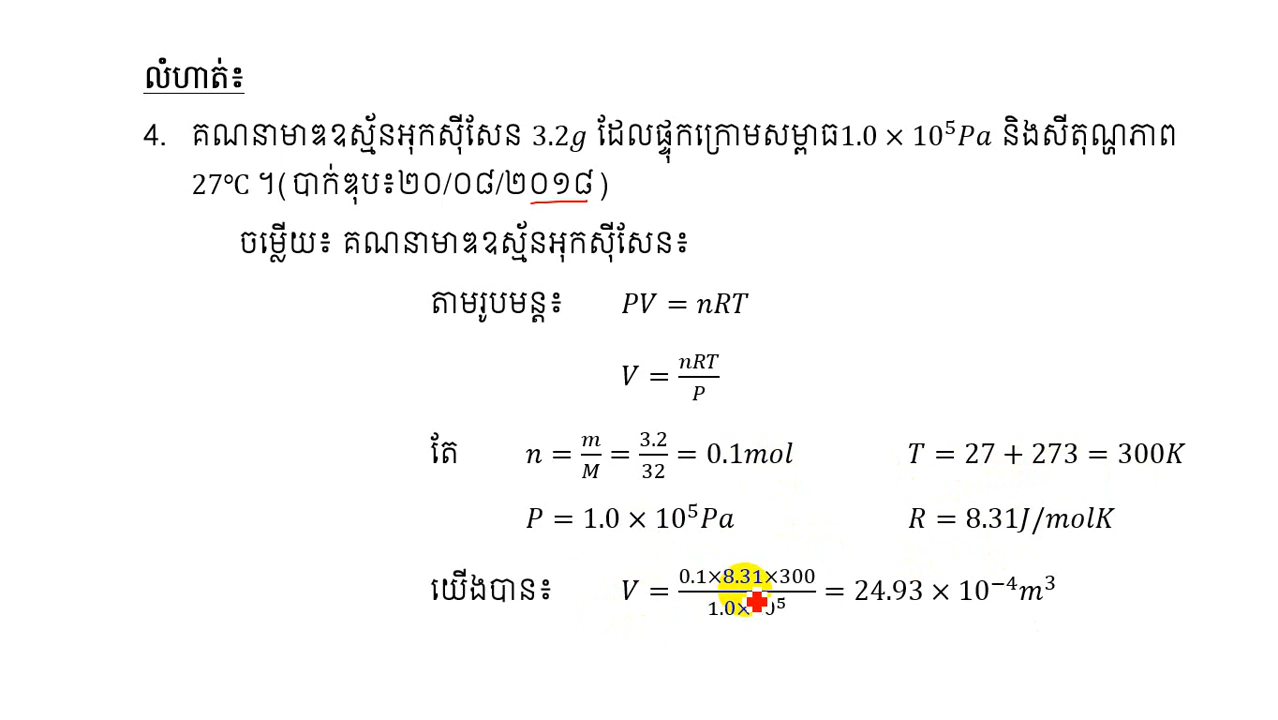 លំហាត់៖
4. គណនាមាឌឧស្ម័នអុកស៊ីសែន 3.2g ដែលផ្ទុកក្រោមសម្ពាធ1.0 × 10⁵Pa និងសីតុណ្ហភាព
27°C ។( បាក់ឌុប៖២០/០៨/២០១៨ )
ចម្លើយ៖ គណនាមាឌឧស្ម័នអុកស៊ីសែន៖
តាមរូបមន្ត៖ PV = nRT
V = nRT/P
តែ n = m/M = 3.2/32 = 0.1mol T = 27 + 273 = 300K
P = 1.0 × 10⁵Pa R = 8.31J/molK
យើងបាន៖ V = 0.1×8.31×300/1.0× 0⁵ = 24.93 × 10⁻⁴m³